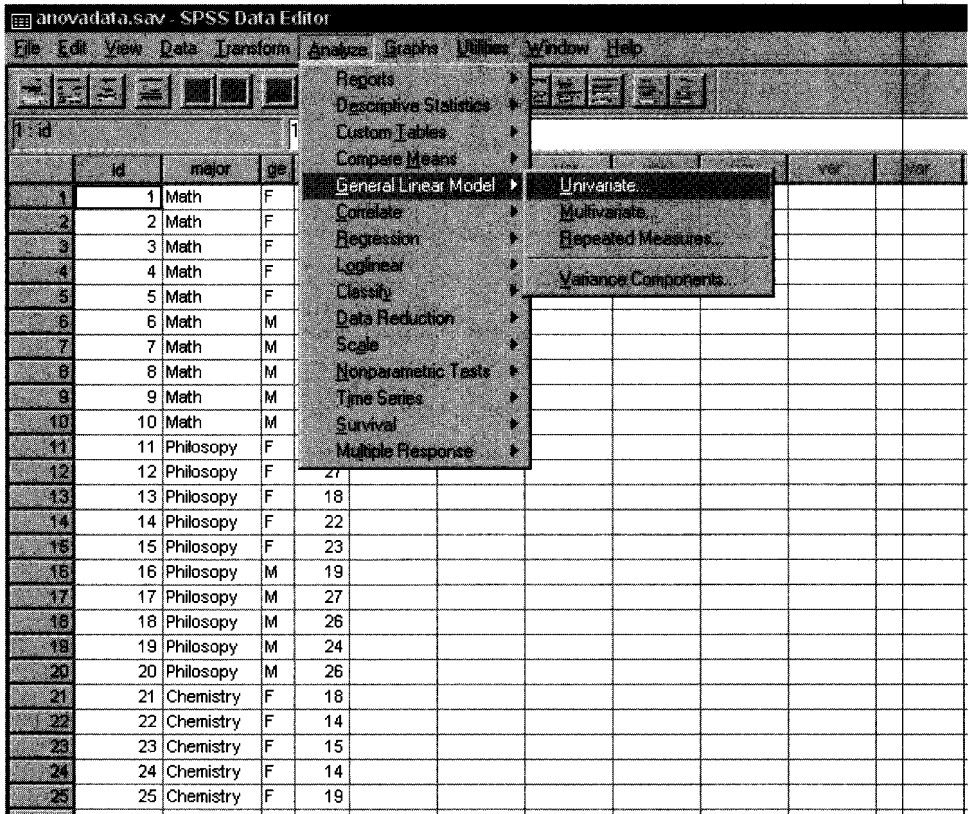 anovadata.sav - SPSS Data Editor
File Edit View Data Transform Analyze Graphs Utilities Window Help
1 : id 1
Reports
Descriptive Statistics
Custom Tables
Compare Means
General Linear Model
Correlate
Regression
Loglinear
Classify
Data Reduction
Scale
Nonparametric Tests
Time Series
Survival
Multiple Response
Univariate...
Multivariate...
Repeated Measures...
Variance Components...
id major ge var var var var var
1 1 Math F
2 2 Math F
3 3 Math F
4 4 Math F
5 5 Math F
6 6 Math M
7 7 Math M
8 8 Math M
9 9 Math M
10 10 Math M
11 11 Philosopy F
12 12 Philosopy F 27
13 13 Philosopy F 18
14 14 Philosopy F 22
15 15 Philosopy F 23
16 16 Philosopy M 19
17 17 Philosopy M 27
18 18 Philosopy M 26
19 19 Philosopy M 24
20 20 Philosopy M 26
21 21 Chemistry F 18
22 22 Chemistry F 14
23 23 Chemistry F 15
24 24 Chemistry F 14
25 25 Chemistry F 19